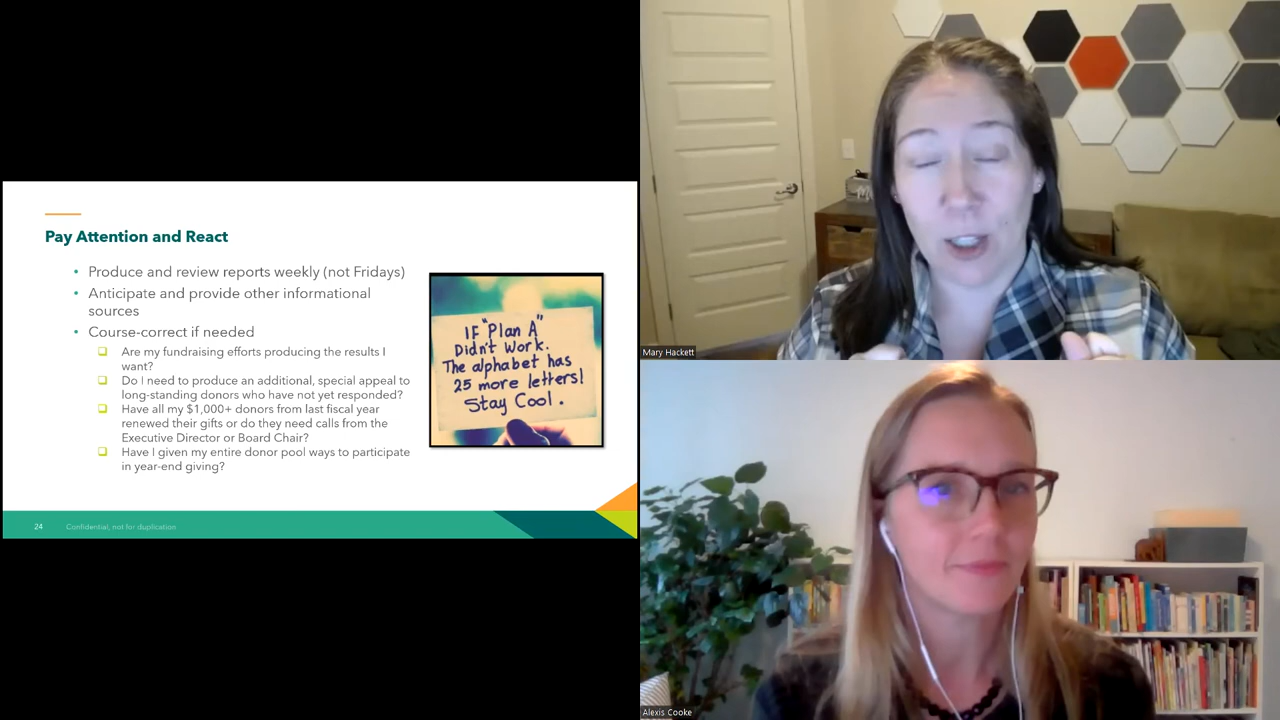 Pay Attention and React
• Produce and review reports weekly (not Fridays)
• Anticipate and provide other informational
sources
• Course-correct if needed
❑ Are my fundraising efforts producing the results I
want?
❑ Do I need to produce an additional, special appeal to
long-standing donors who have not yet responded?
❑ Have all my $1,000+ donors from last fiscal year
renewed their gifts or do they need calls from the
Executive Director or Board Chair?
❑ Have I given my entire donor pool ways to participate
in year-end giving?
IF "Plan A"
Didn't Work.
The alphabet has
25 more letters!
Stay Cool.
24 Confidential, not for duplication
Mary Hackett
Alexis Cooke